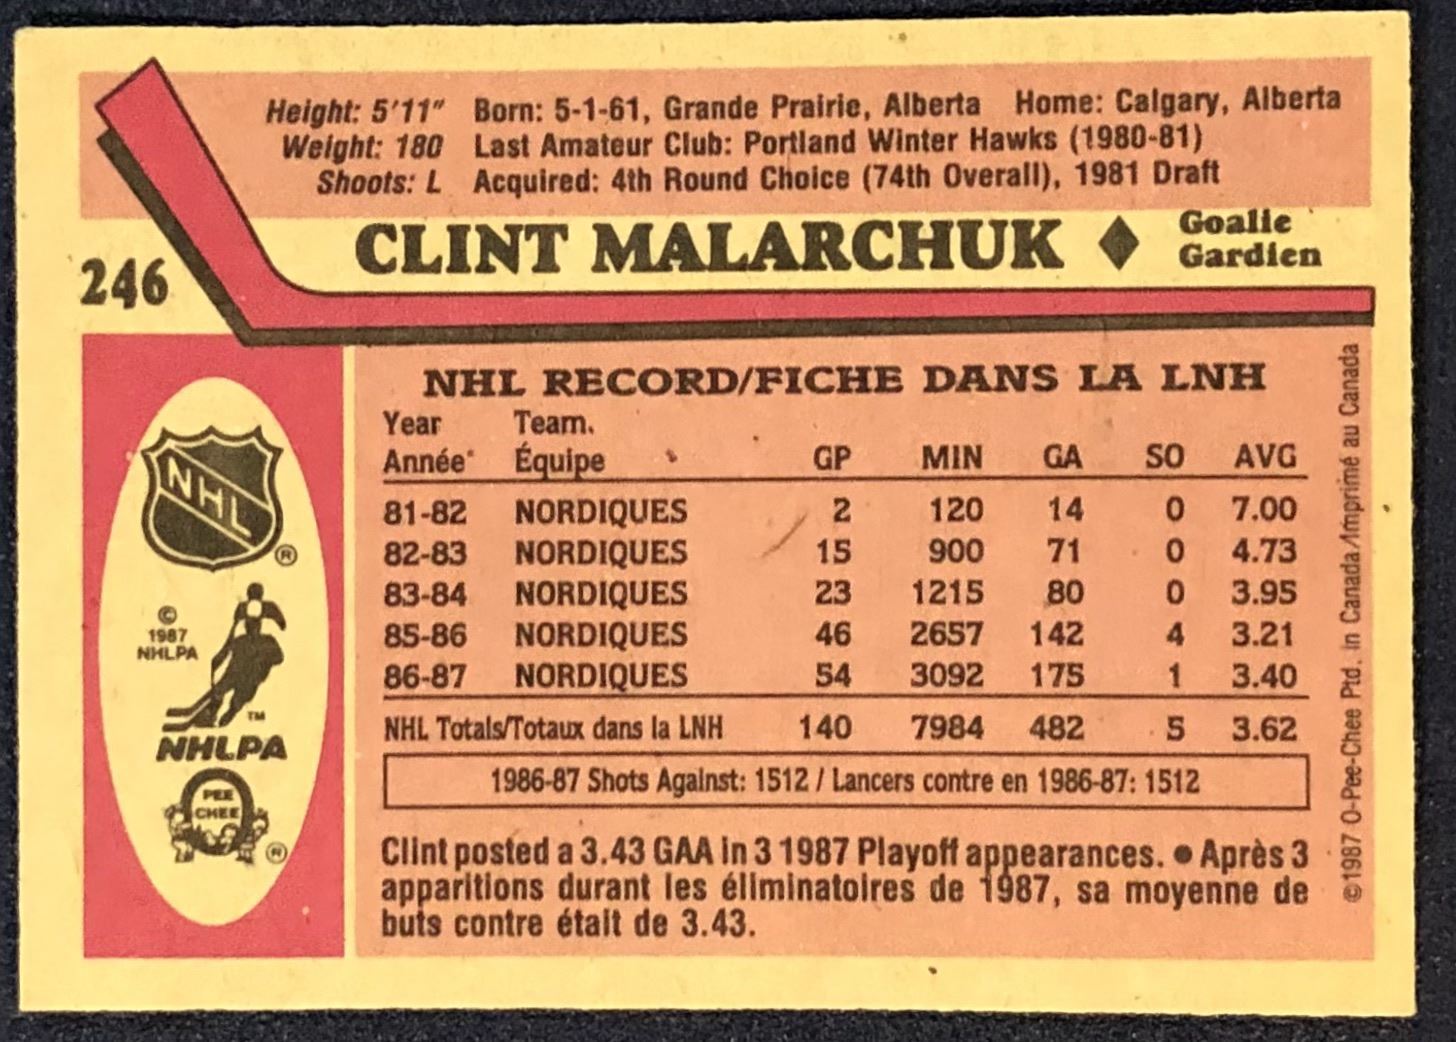 Height: 5'11" Born: 5-1-61, Grande Prairie, Alberta Home: Calgary, Alberta
Weight: 180 Last Amateur Club: Portland Winter Hawks (1980-81)
Shoots: L Acquired: 4th Round Choice (74th Overall), 1981 Draft
246
CLINT MALARCHUK ♦ Goalie
Gardien
NHL RECORD/FICHE DANS LA LNH
Year Team.
Année Équipe GP MIN GA SO AVG
81-82 NORDIQUES 2 120 14 0 7.00
82-83 NORDIQUES 15 900 71 0 4.73
83-84 NORDIQUES 23 1215 80 0 3.95
85-86 NORDIQUES 46 2657 142 4 3.21
86-87 NORDIQUES 54 3092 175 1 3.40
NHL Totals/Totaux dans la LNH 140 7984 482 5 3.62
1986-87 Shots Against: 1512 / Lancers contre en 1986-87: 1512
Clint posted a 3.43 GAA in 3 1987 Playoff appearances. ● Après 3
apparitions durant les éliminatoires de 1987, sa moyenne de
buts contre était de 3.43.
NHL
®
©
1987
NHLPA
TM
NHLPA
O
PEE
CHEE
®
©1987 O-Pee-Chee Ptd. in Canada/Imprimé au Canada